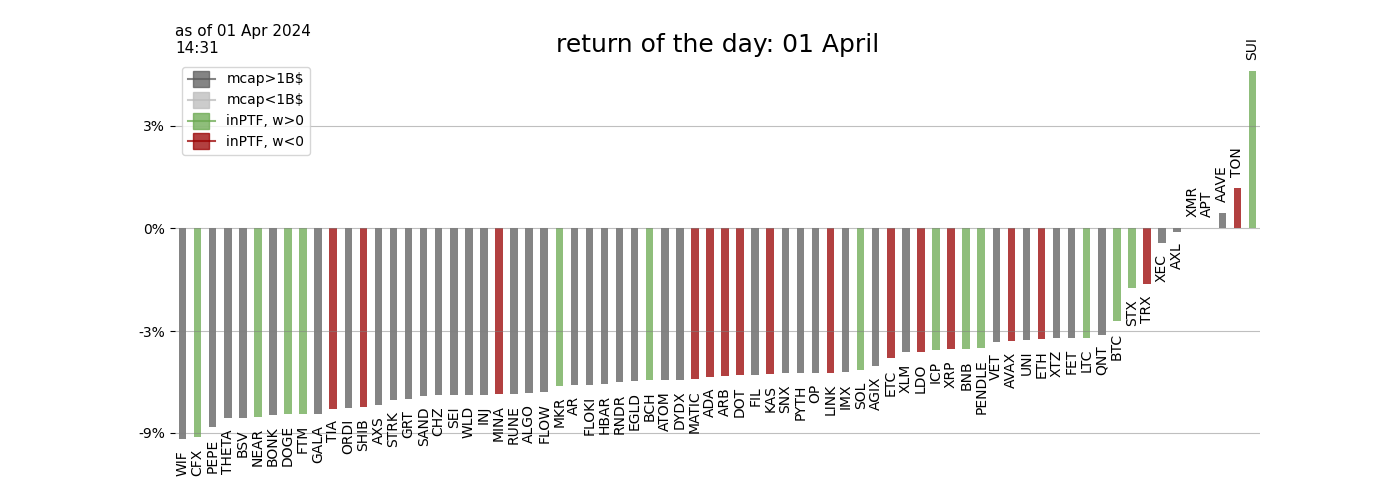 as of 01 Apr 2024
14:31
return of the day: 01 April
mcap>1B$
mcap<1B$
inPTF, w>0
inPTF, w<0
3%
0%
-3%
-9%
WIF
CFX
PEPE
THETA
BSV
NEAR
BONK
DOGE
FTM
GALA
TIA
ORDI
SHIB
AXS
STRK
GRT
SAND
CHZ
SEI
WLD
INJ
MINA
RUNE
ALGO
FLOW
MKR
AR
FLOKI
HBAR
RNDR
EGLD
BCH
ATOM
DYDX
MATIC
ADA
ARB
DOT
FIL
KAS
SNX
PYTH
OP
LINK
IMX
SOL
AGIX
ETC
XLM
LDO
ICP
XRP
BNB
PENDLE
VET
AVAX
UNI
ETH
XTZ
FET
LTC
QNT
BTC
STX
TRX
XEC
AXL
XMR
APT
AAVE
TON
SUI